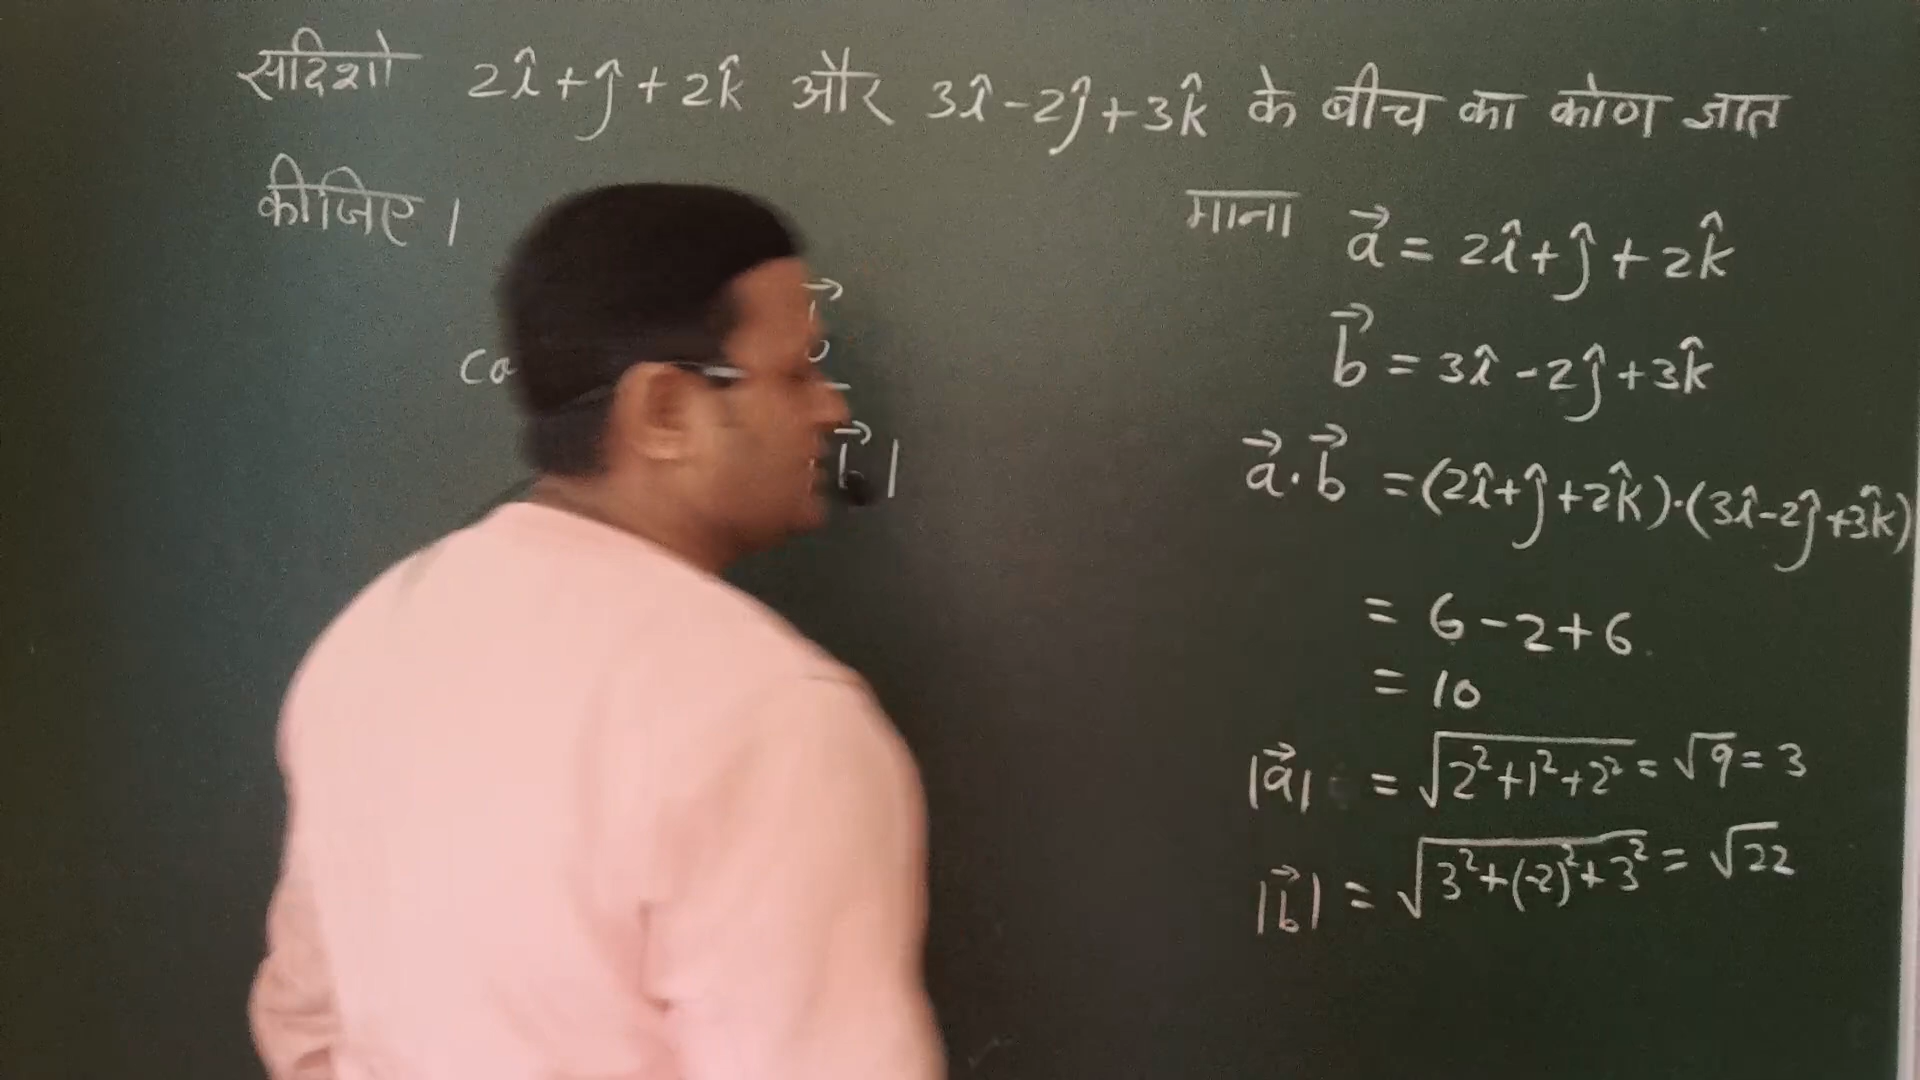 सदिशो 2î + ĵ + 2k̂ और 3î - 2ĵ + 3k̂ के बीच का कोण ज्ञात
कीजिए।
माना a⃗ = 2î + ĵ + 2k̂
b⃗ = 3î - 2ĵ + 3k̂
a⃗ · b⃗ = (2î + ĵ + 2k̂) · (3î - 2ĵ + 3k̂)
= 6 - 2 + 6
= 10
|a⃗| = √(2² + 1² + 2²) = √9 = 3
|b⃗| = √(3² + (-2)² + 3²) = √22